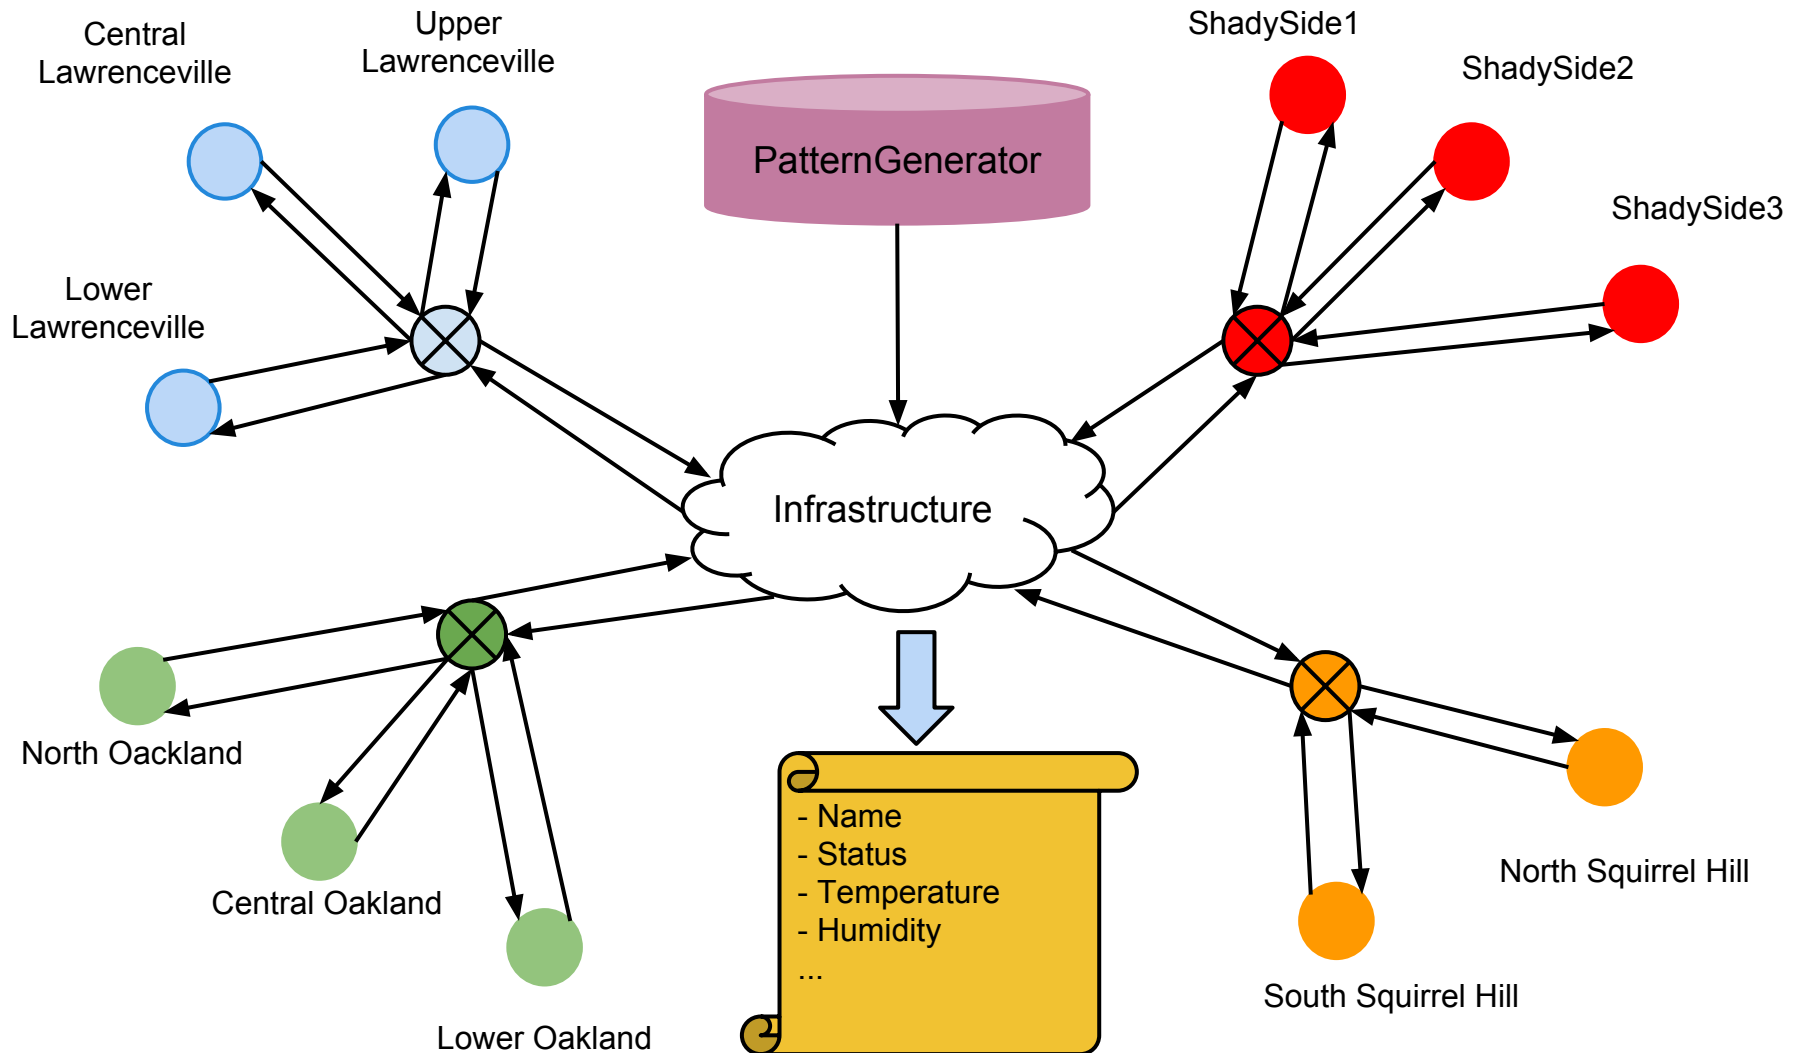 Central
Lawrenceville
Upper
Lawrenceville
ShadySide1
ShadySide2
ShadySide3
PatternGenerator
Lower
Lawrenceville
Infrastructure
North Oackland
Central Oakland
Lower Oakland
- Name
- Status
- Temperature
- Humidity
...
North Squirrel Hill
South Squirrel Hill